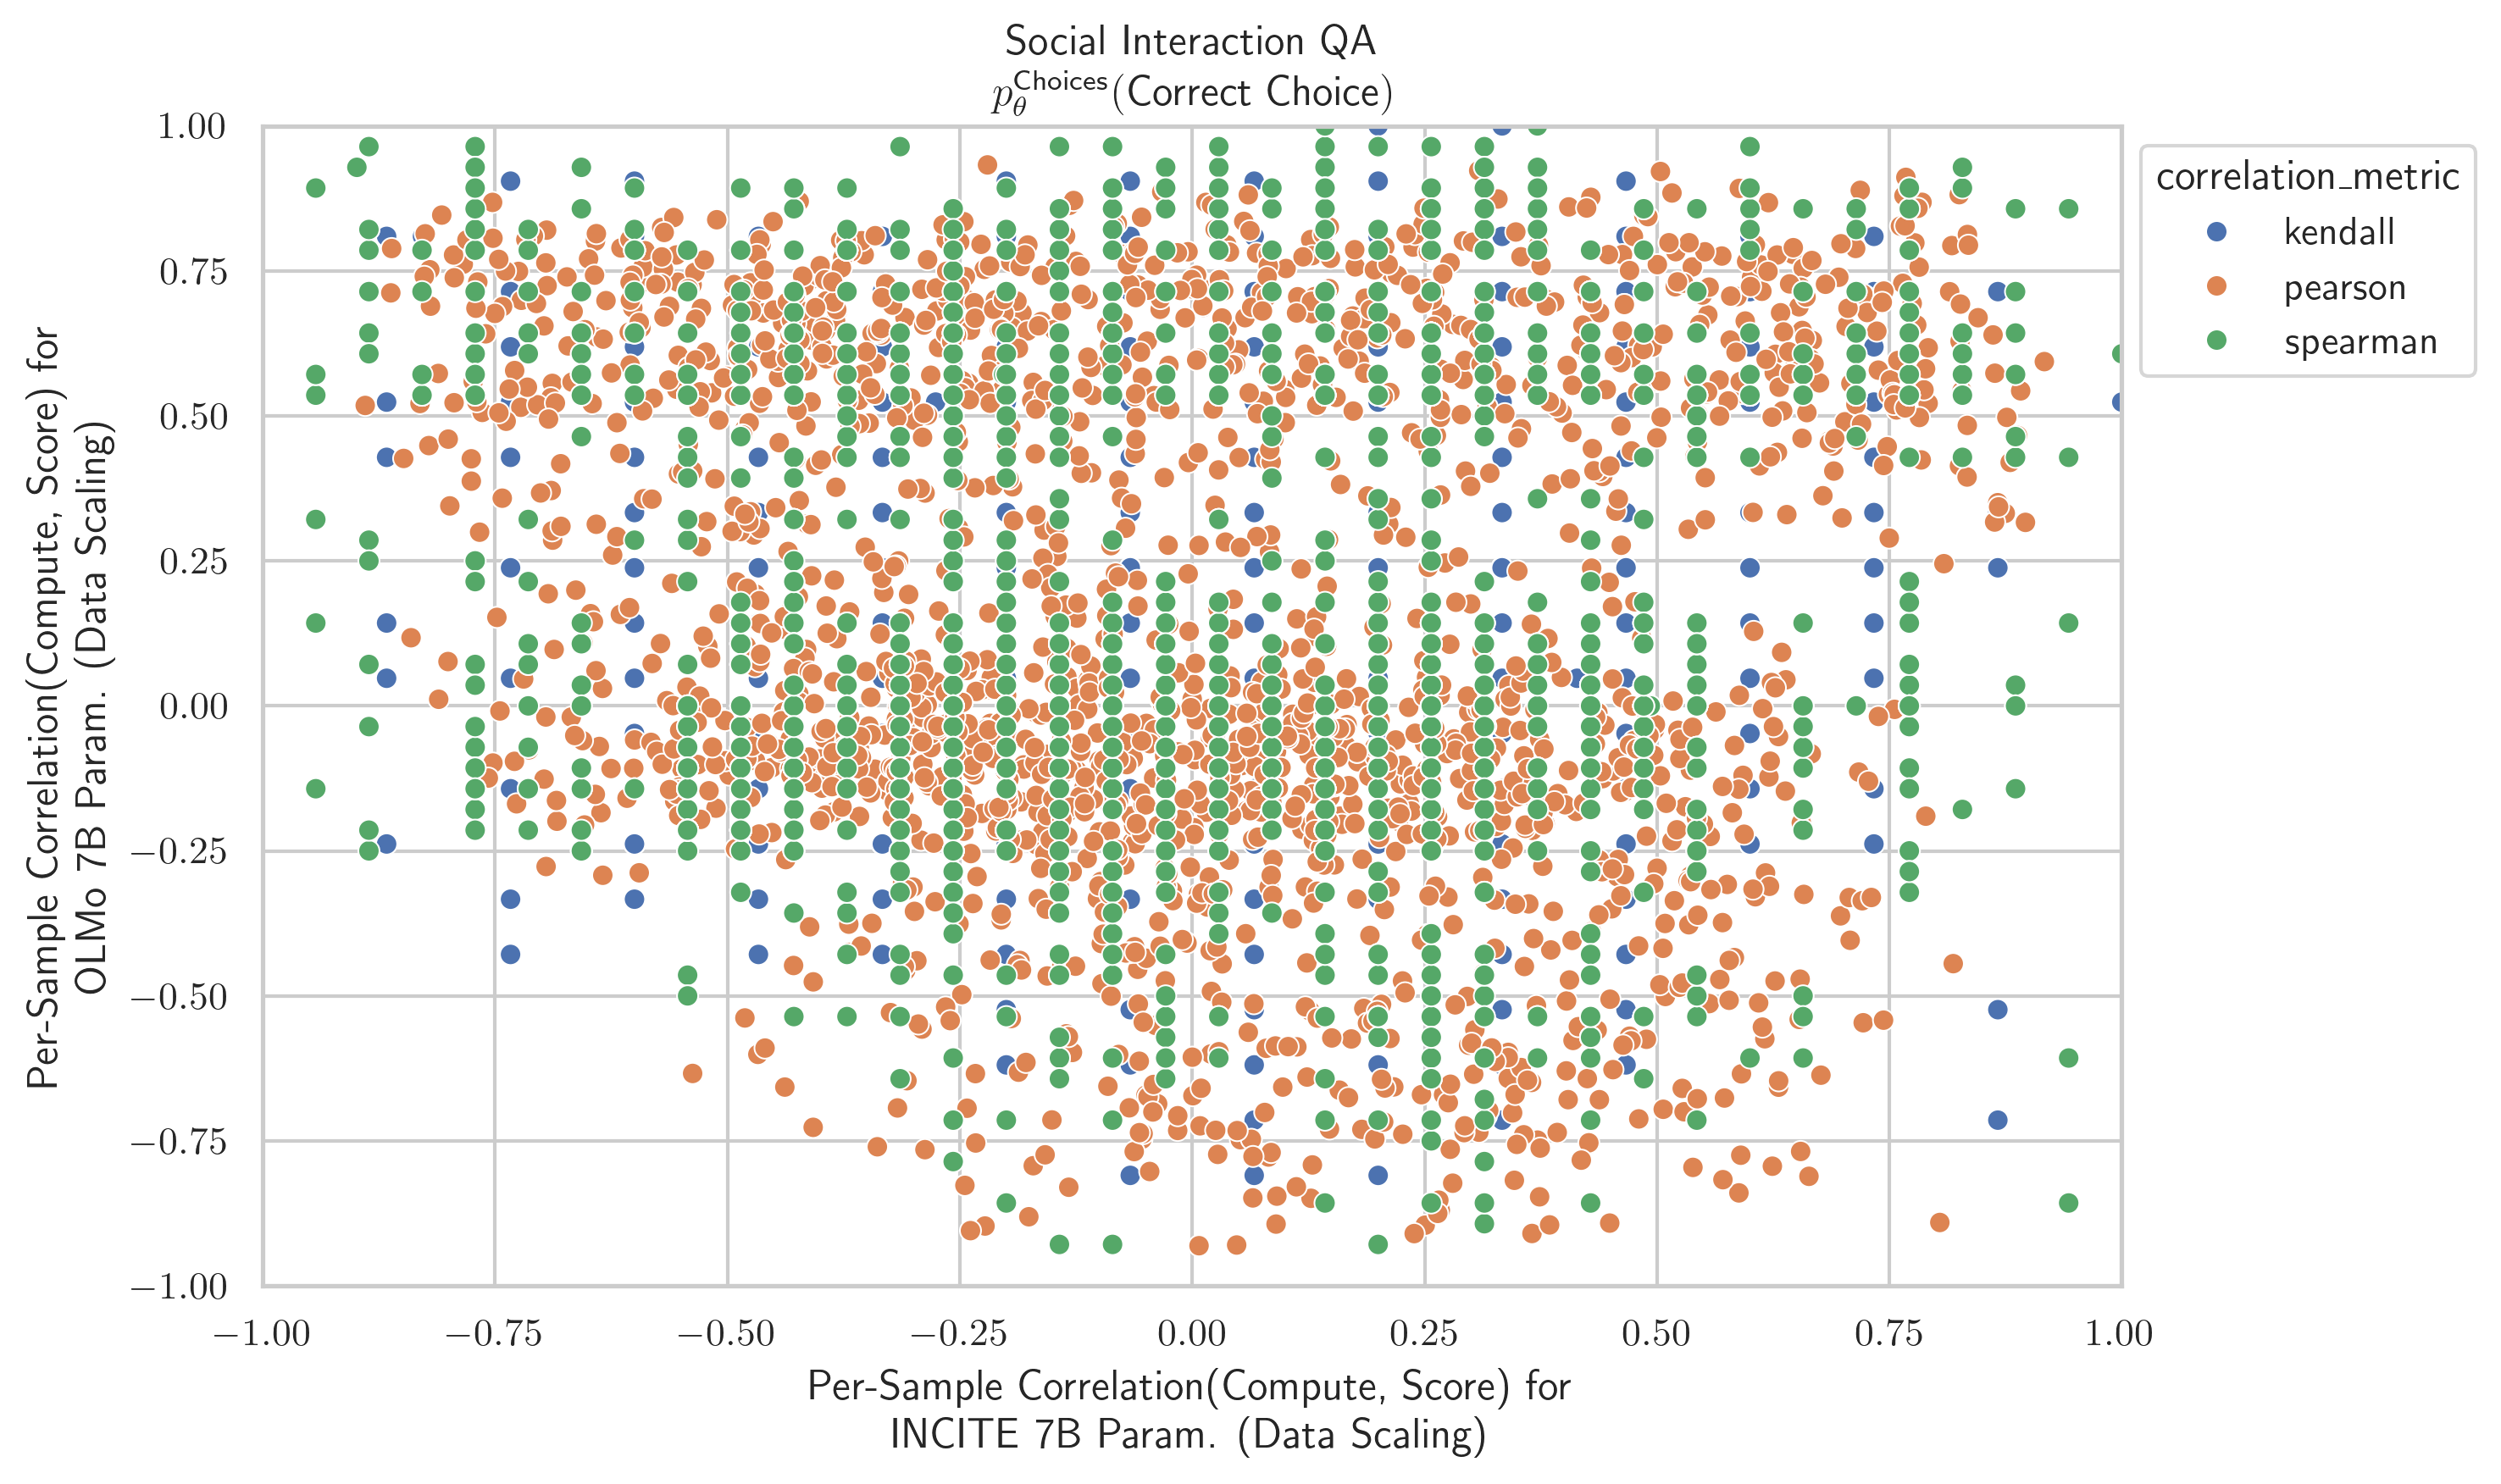 Social Interaction QA
p_θ^Choices(Correct Choice)
1.00
0.75
0.50
0.25
0.00
−0.25
−0.50
−0.75
−1.00
Per-Sample Correlation(Compute, Score) for
OLMo 7B Param. (Data Scaling)
−1.00
−0.75
−0.50
−0.25
0.00
0.25
0.50
0.75
1.00
Per-Sample Correlation(Compute, Score) for
INCITE 7B Param. (Data Scaling)
correlation_metric
kendall
pearson
spearman